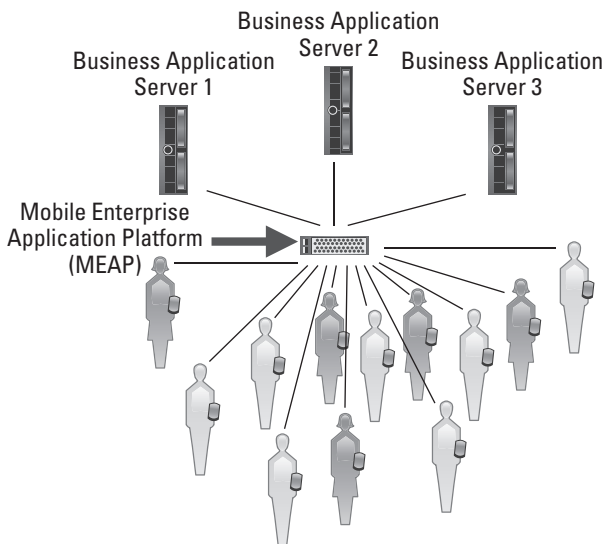 Business Application
Server 2
Business Application
Server 1
Business Application
Server 3
Mobile Enterprise
Application Platform
(MEAP)